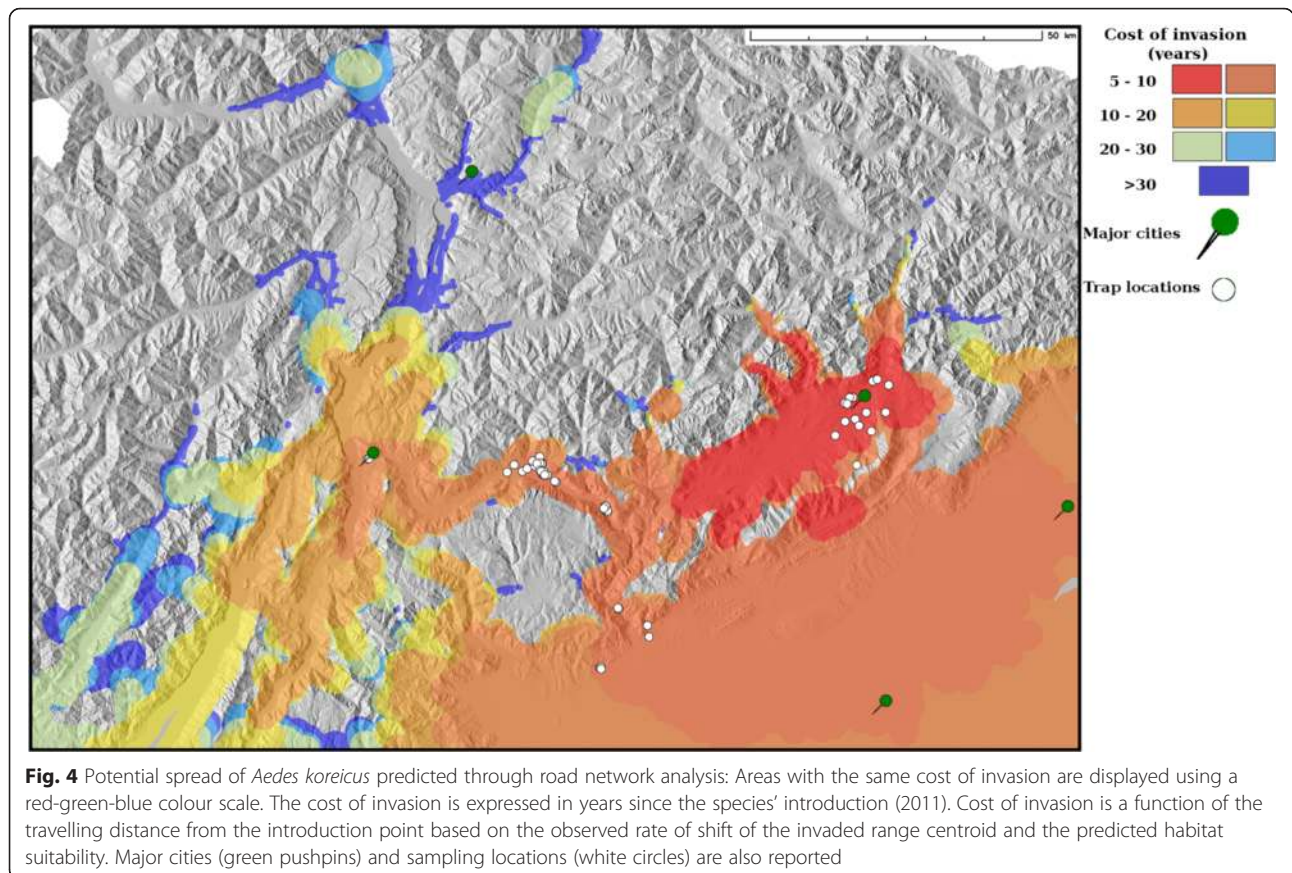 50 km
Cost of invasion
(years)
5 - 10
10 - 20
20 - 30
>30
Major cities
Trap locations
Fig. 4 Potential spread of Aedes koreicus predicted through road network analysis: Areas with the same cost of invasion are displayed using a
red-green-blue colour scale. The cost of invasion is expressed in years since the species’ introduction (2011). Cost of invasion is a function of the
travelling distance from the introduction point based on the observed rate of shift of the invaded range centroid and the predicted habitat
suitability. Major cities (green pushpins) and sampling locations (white circles) are also reported